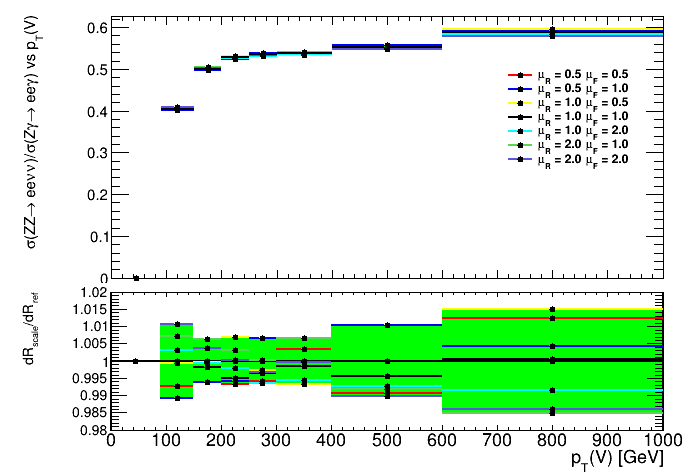 σ(ZZ→ eeνν)/σ(Zγ→ eeγ) vs p_T(V)
0.6
0.5
0.4
0.3
0.2
0.1
0
μ_R = 0.5 μ_F = 0.5
μ_R = 0.5 μ_F = 1.0
μ_R = 1.0 μ_F = 0.5
μ_R = 1.0 μ_F = 1.0
μ_R = 1.0 μ_F = 2.0
μ_R = 2.0 μ_F = 1.0
μ_R = 2.0 μ_F = 2.0
dR_scale/dR_ref
1.02
1.015
1.01
1.005
1
0.995
0.99
0.985
0.98
0 100 200 300 400 500 600 700 800 900 1000
p_T(V) [GeV]